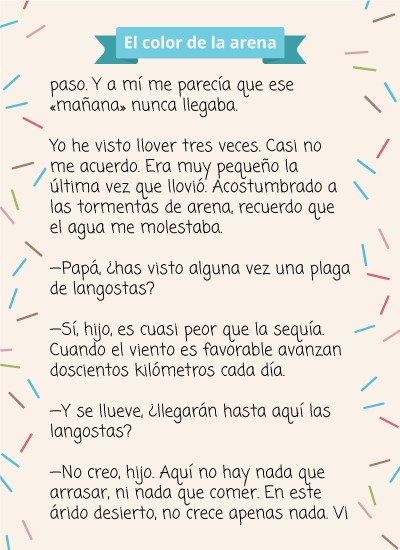 El color de la arena
paso. Y a mí me parecía que ese
«mañana» nunca llegaba.
Yo he visto llover tres veces. Casi no
me acuerdo. Era muy pequeño la
última vez que llovió. Acostumbrado a
las tormentas de arena, recuerdo que
el agua me molestaba.
—Papá, ¿has visto alguna vez una plaga
de langostas?
—Sí, hijo, es cuasi peor que la sequía.
Cuando el viento es favorable avanzan
doscientos kilómetros cada día.
—Y se llueve, ¿llegarán hasta aquí las
langostas?
—No creo, hijo. Aquí no hay nada que
arrasar, ni nada que comer. En este
árido desierto, no crece apenas nada. Vi